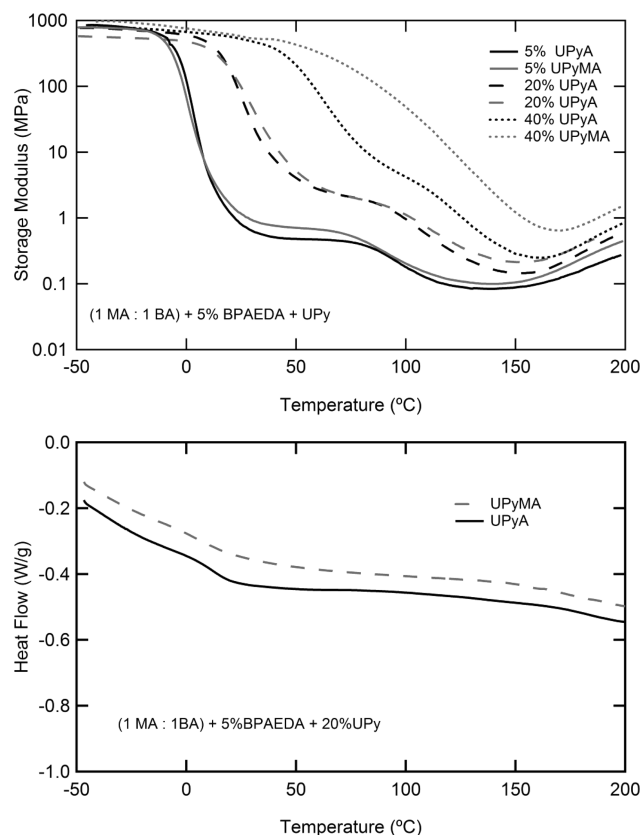 1000
100
10
1
0.1
0.01
Storage Modulus (MPa)
5% UPyA
5% UPyMA
20% UPyA
20% UPyA
40% UPyA
40% UPyMA
(1 MA : 1 BA) + 5% BPAEDA + UPy
-50 0 50 100 150 200
Temperature (ºC)
0.0
-0.2
-0.4
-0.6
-0.8
-1.0
Heat Flow (W/g)
UPyMA
UPyA
(1 MA : 1BA) + 5%BPAEDA + 20%UPy
-50 0 50 100 150 200
Temperature (ºC)